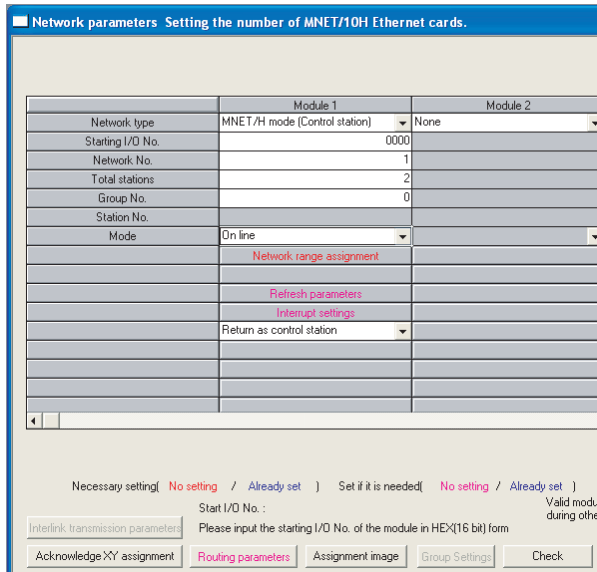 Network parameters Setting the number of MNET/10H Ethernet cards.
Module 1 Module 2
Network type MNET/H mode (Control station) None
Starting I/O No. 0000
Network No. 1
Total stations 2
Group No. 0
Station No.
Mode On line
Network range assignment
Refresh parameters
Interrupt settings
Return as control station
Necessary setting( No setting / Already set ) Set if it is needed( No setting / Already set )
Start I/O No. : Valid modu
during othe
Interlink transmission parameters Please input the starting I/O No. of the module in HEX(16 bit) form
Acknowledge XY assignment Routing parameters Assignment image Group Settings Check